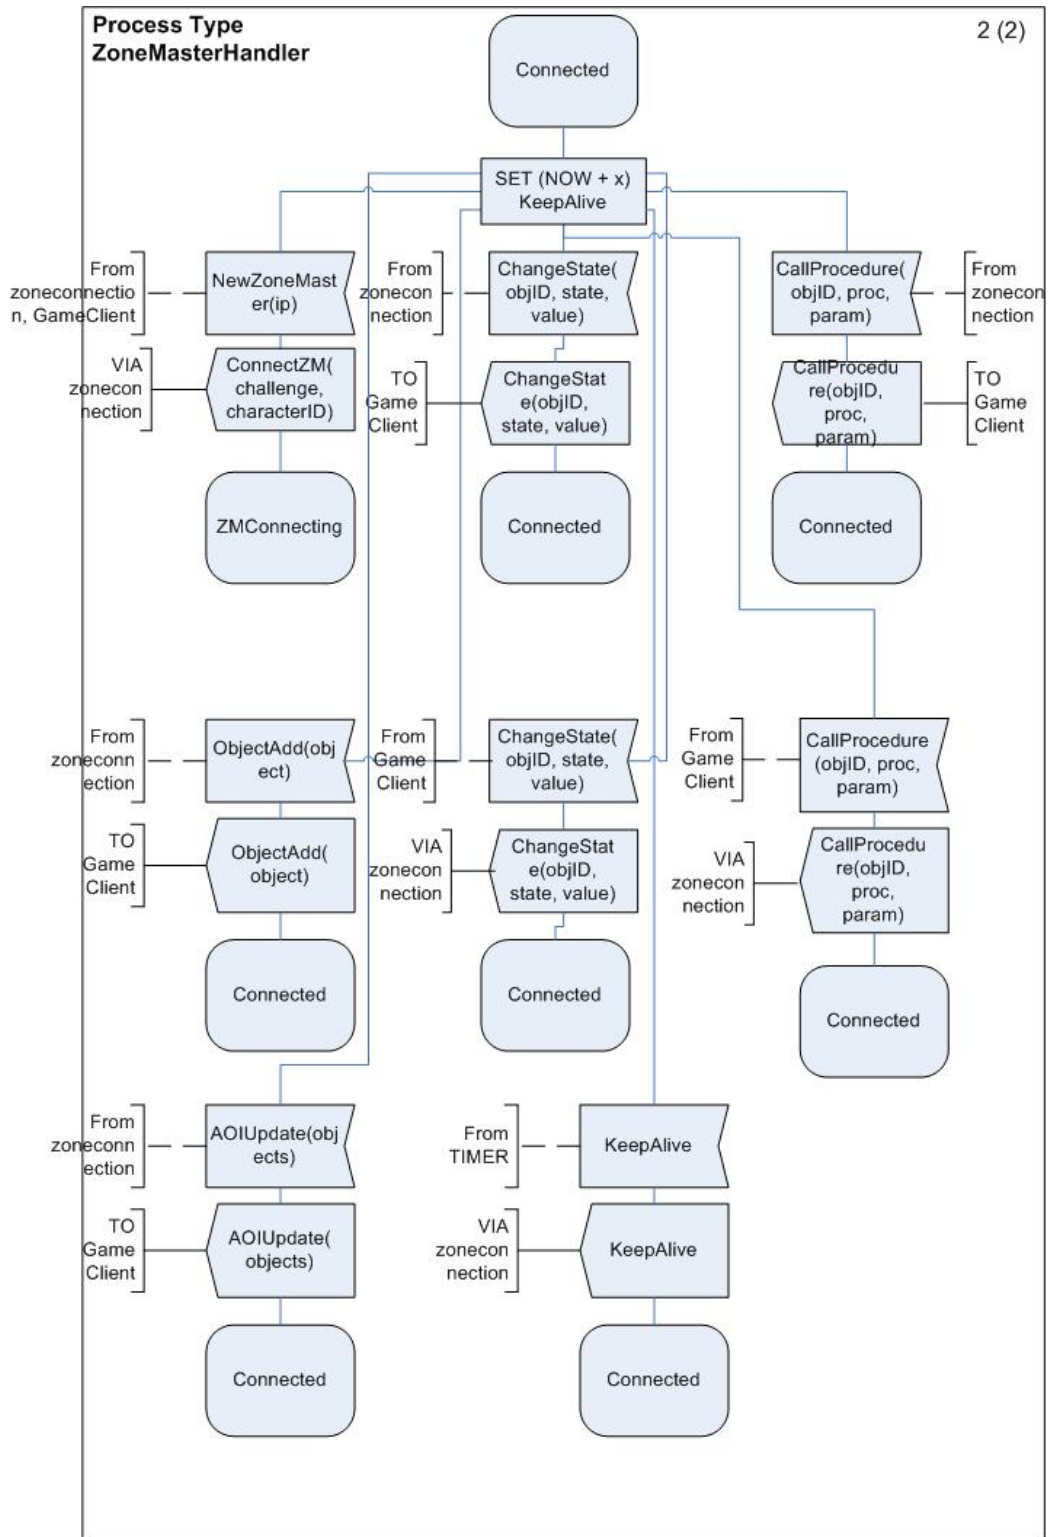 Process Type
ZoneMasterHandler
2 (2)
Connected
SET (NOW + x)
KeepAlive
From
zoneconnectio
n, GameClient
NewZoneMast
er(ip)
From
zonecon
nection
ChangeState(
objID, state,
value)
CallProcedure(
objID, proc,
param)
From
zonecon
nection
VIA
zonecon
nection
ConnectZM(
challenge,
characterID)
TO
Game
Client
ChangeStat
e(objID,
state, value)
CallProcedu
re(objID,
proc,
param)
TO
Game
Client
ZMConnecting
Connected
Connected
From
zoneconn
ection
ObjectAdd(obj
ect)
From
Game
Client
ChangeState(
objID, state,
value)
From
Game
Client
CallProcedure
(objID, proc,
param)
TO
Game
Client
ObjectAdd(
object)
VIA
zonecon
nection
ChangeStat
e(objID,
state, value)
VIA
zonecon
nection
CallProcedu
re(objID,
proc,
param)
Connected
Connected
Connected
From
zoneconn
ection
AOIUpdate(obj
ects)
From
TIMER
KeepAlive
TO
Game
Client
AOIUpdate(
objects)
VIA
zonecon
nection
KeepAlive
Connected
Connected